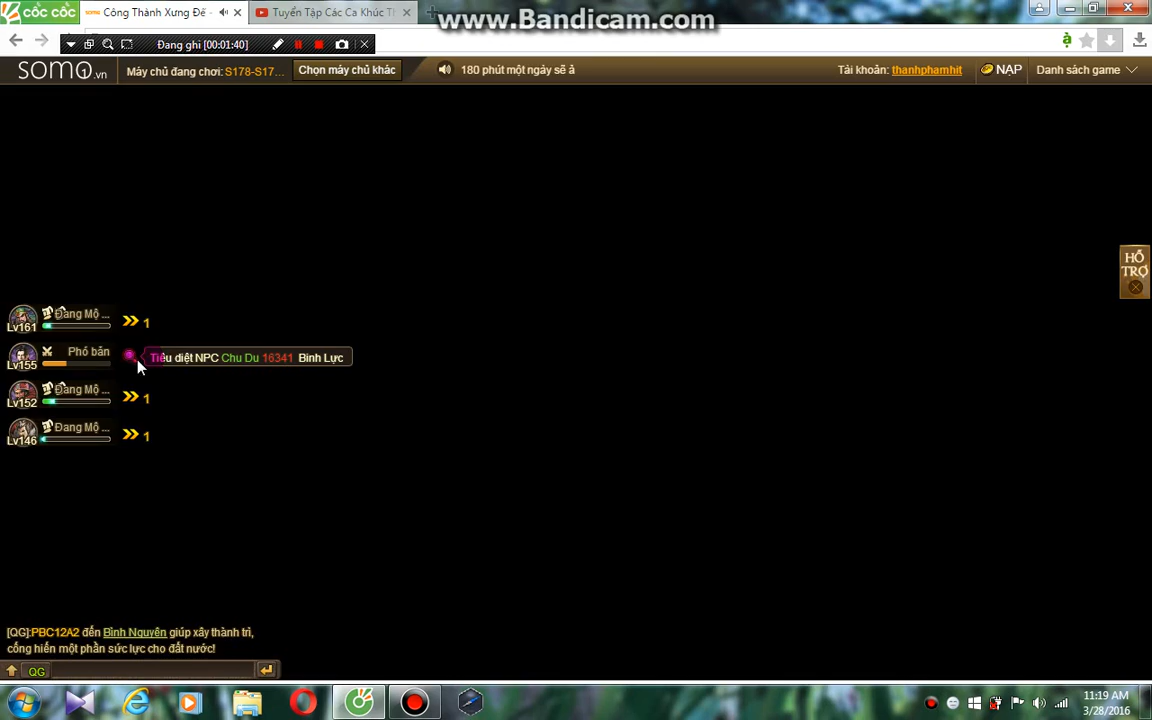 cốc cốc
Công Thành Xưng Đế -
Tuyển Tập Các Ca Khúc Th
www.Bandicam.com
Đang ghi [00:01:40]
somo.vn
Máy chủ đang chơi: S178-S17...
Chọn máy chủ khác
180 phút một ngày sẽ ả
Tài khoản: thanhphamhit
NẠP
Danh sách game
HỖ
TRỢ
Đang Mộ ...
Lv161
1
Phó bản
Lv155
Tiêu diệt NPC Chu Du 16341 Binh Lực
Đang Mộ ...
Lv152
1
Đang Mộ ...
Lv146
1
[QG]:PBC12A2 đến Bình Nguyên giúp xây thành trì,
cống hiến một phần sức lực cho đất nước!
QG
11:19 AM
3/28/2016